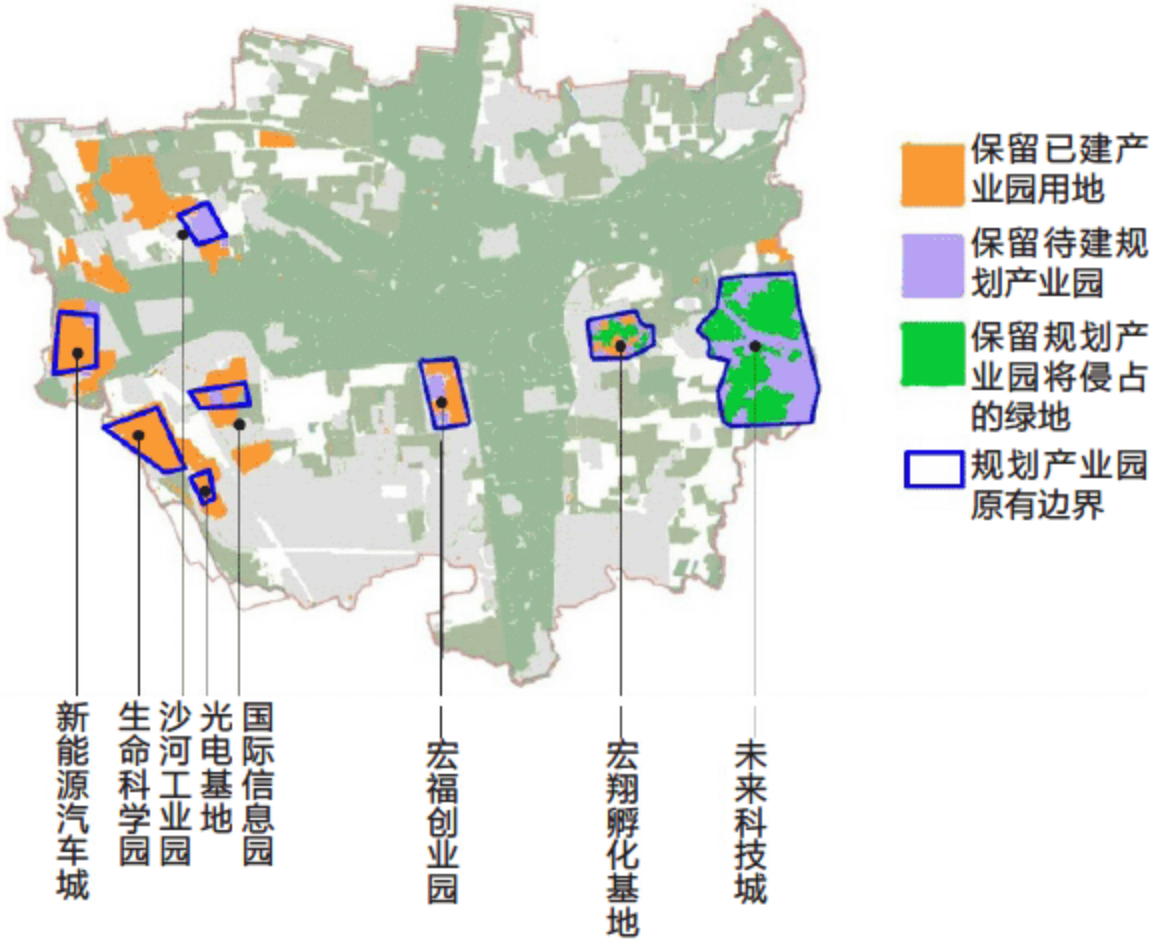 保留已建产
业园用地
保留待建规
划产业园
保留规划产
业园将侵占
的绿地
规划产业园
原有边界
新能源汽车城
生命科学园
沙河工业园
光电基地
国际信息园
宏福创业园
宏翔孵化基地
未来科技城